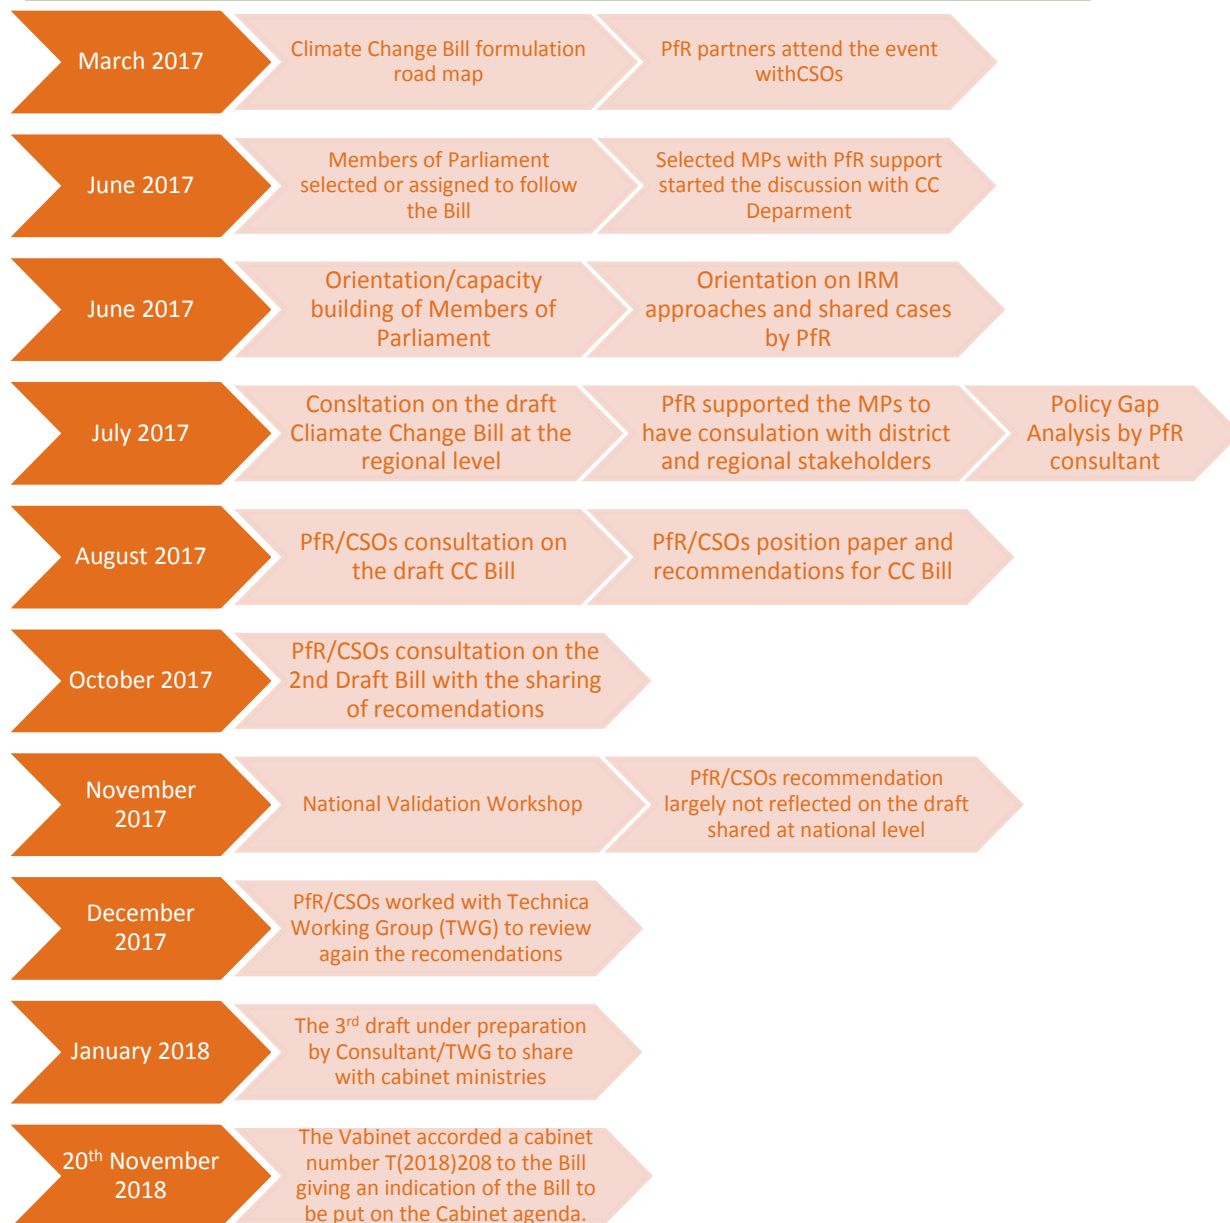 March 2017
Climate Change Bill formulation
road map
PfR partners attend the event
withCSOs
June 2017
Members of Parliament
selected or assigned to follow
the Bill
Selected MPs with PfR support
started the discussion with CC
Deparment
June 2017
Orientation/capacity
building of Members of
Parliament
Orientation on IRM
approaches and shared cases
by PfR
July 2017
Consltation on the draft
Cliamate Change Bill at the
regional level
PfR supported the MPs to
have consulation with district
and regional stakeholders
Policy Gap
Analysis by PfR
consultant
August 2017
PfR/CSOs consultation on
the draft CC Bill
PfR/CSOs position paper and
recommendations for CC Bill
October 2017
PfR/CSOs consultation on the
2nd Draft Bill with the sharing
of recomendations
November
2017
National Validation Workshop
PfR/CSOs recommendation
largely not reflected on the draft
shared at national level
December
2017
PfR/CSOs worked with Technica
Working Group (TWG) to review
again the recomendations
January 2018
The 3rd draft under preparation
by Consultant/TWG to share
with cabinet ministries
20th November
2018
The Vabinet accorded a cabinet
number T(2018)208 to the Bill
giving an indication of the Bill to
be put on the Cabinet agenda.